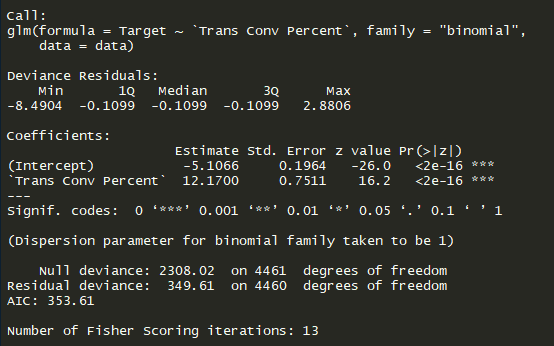 Call:
glm(formula = Target ~ `Trans Conv Percent`, family = "binomial",
    data = data)

Deviance Residuals:
    Min       1Q   Median       3Q      Max
-8.4904  -0.1099  -0.1099  -0.1099   2.8806

Coefficients:
                     Estimate Std. Error z value Pr(>|z|)
(Intercept)           -5.1066     0.1964   -26.0   <2e-16 ***
`Trans Conv Percent`  12.1700     0.7511    16.2   <2e-16 ***
---
Signif. codes:  0 ‘***’ 0.001 ‘**’ 0.01 ‘*’ 0.05 ‘.’ 0.1 ‘ ’ 1

(Dispersion parameter for binomial family taken to be 1)

    Null deviance: 2308.02  on 4461  degrees of freedom
Residual deviance:  349.61  on 4460  degrees of freedom
AIC: 353.61

Number of Fisher Scoring iterations: 13